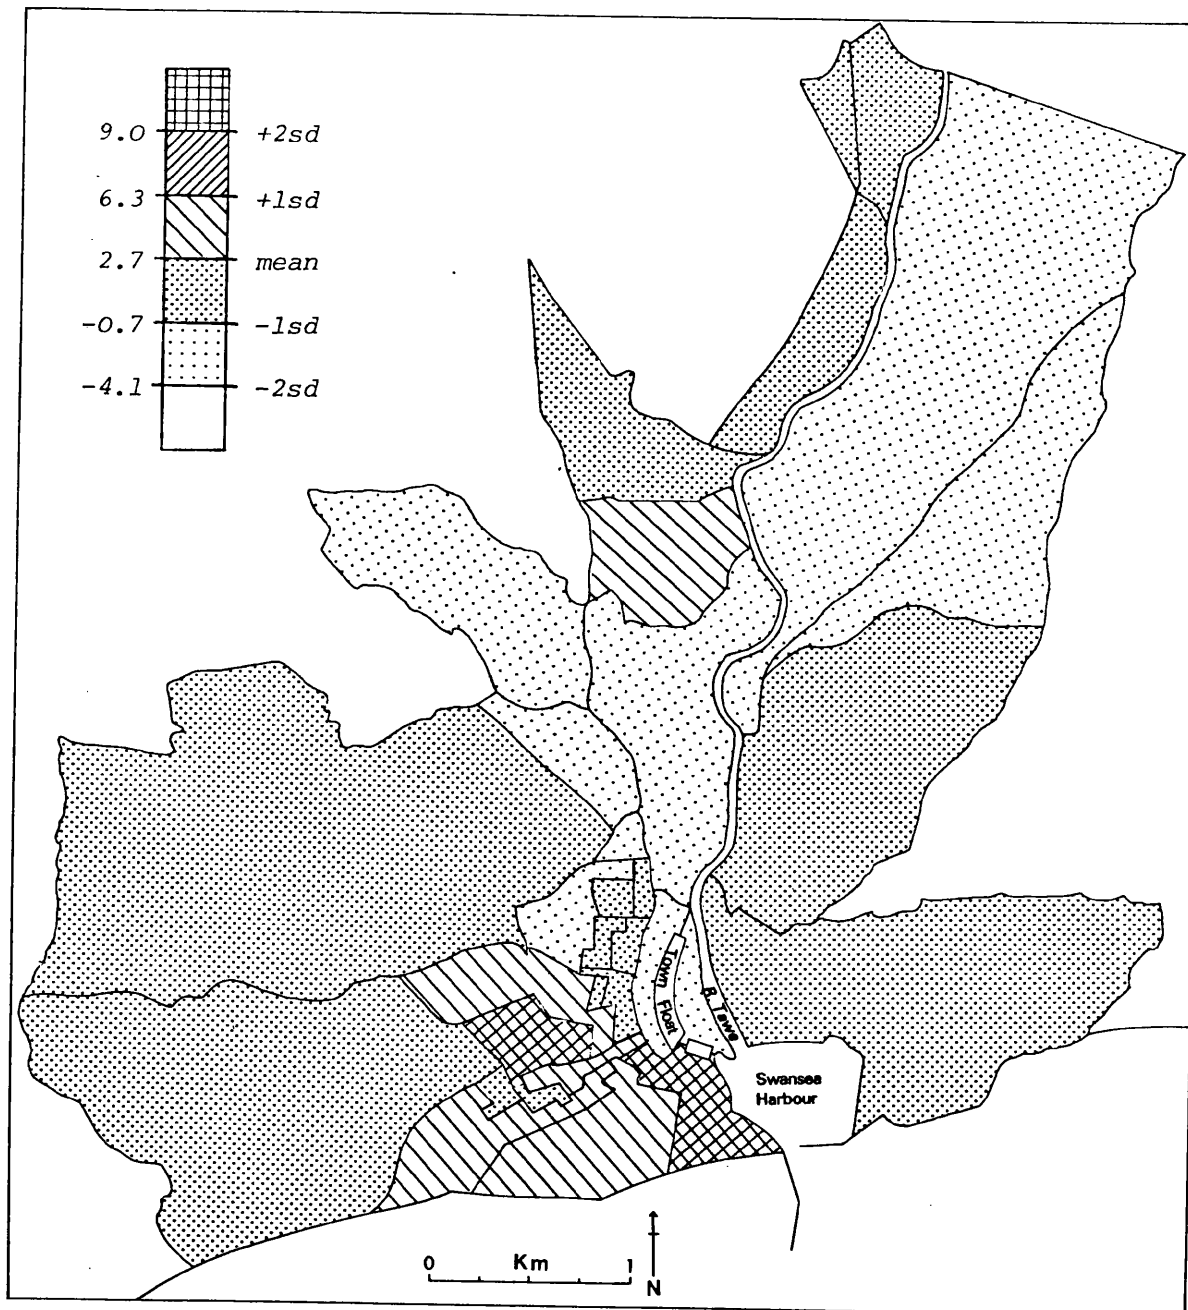 9.0 +2sd
6.3 +1sd
2.7 mean
-0.7 -1sd
-4.1 -2sd
Town Float
R. Tawe
Swansea
Harbour
0 Km 1
N